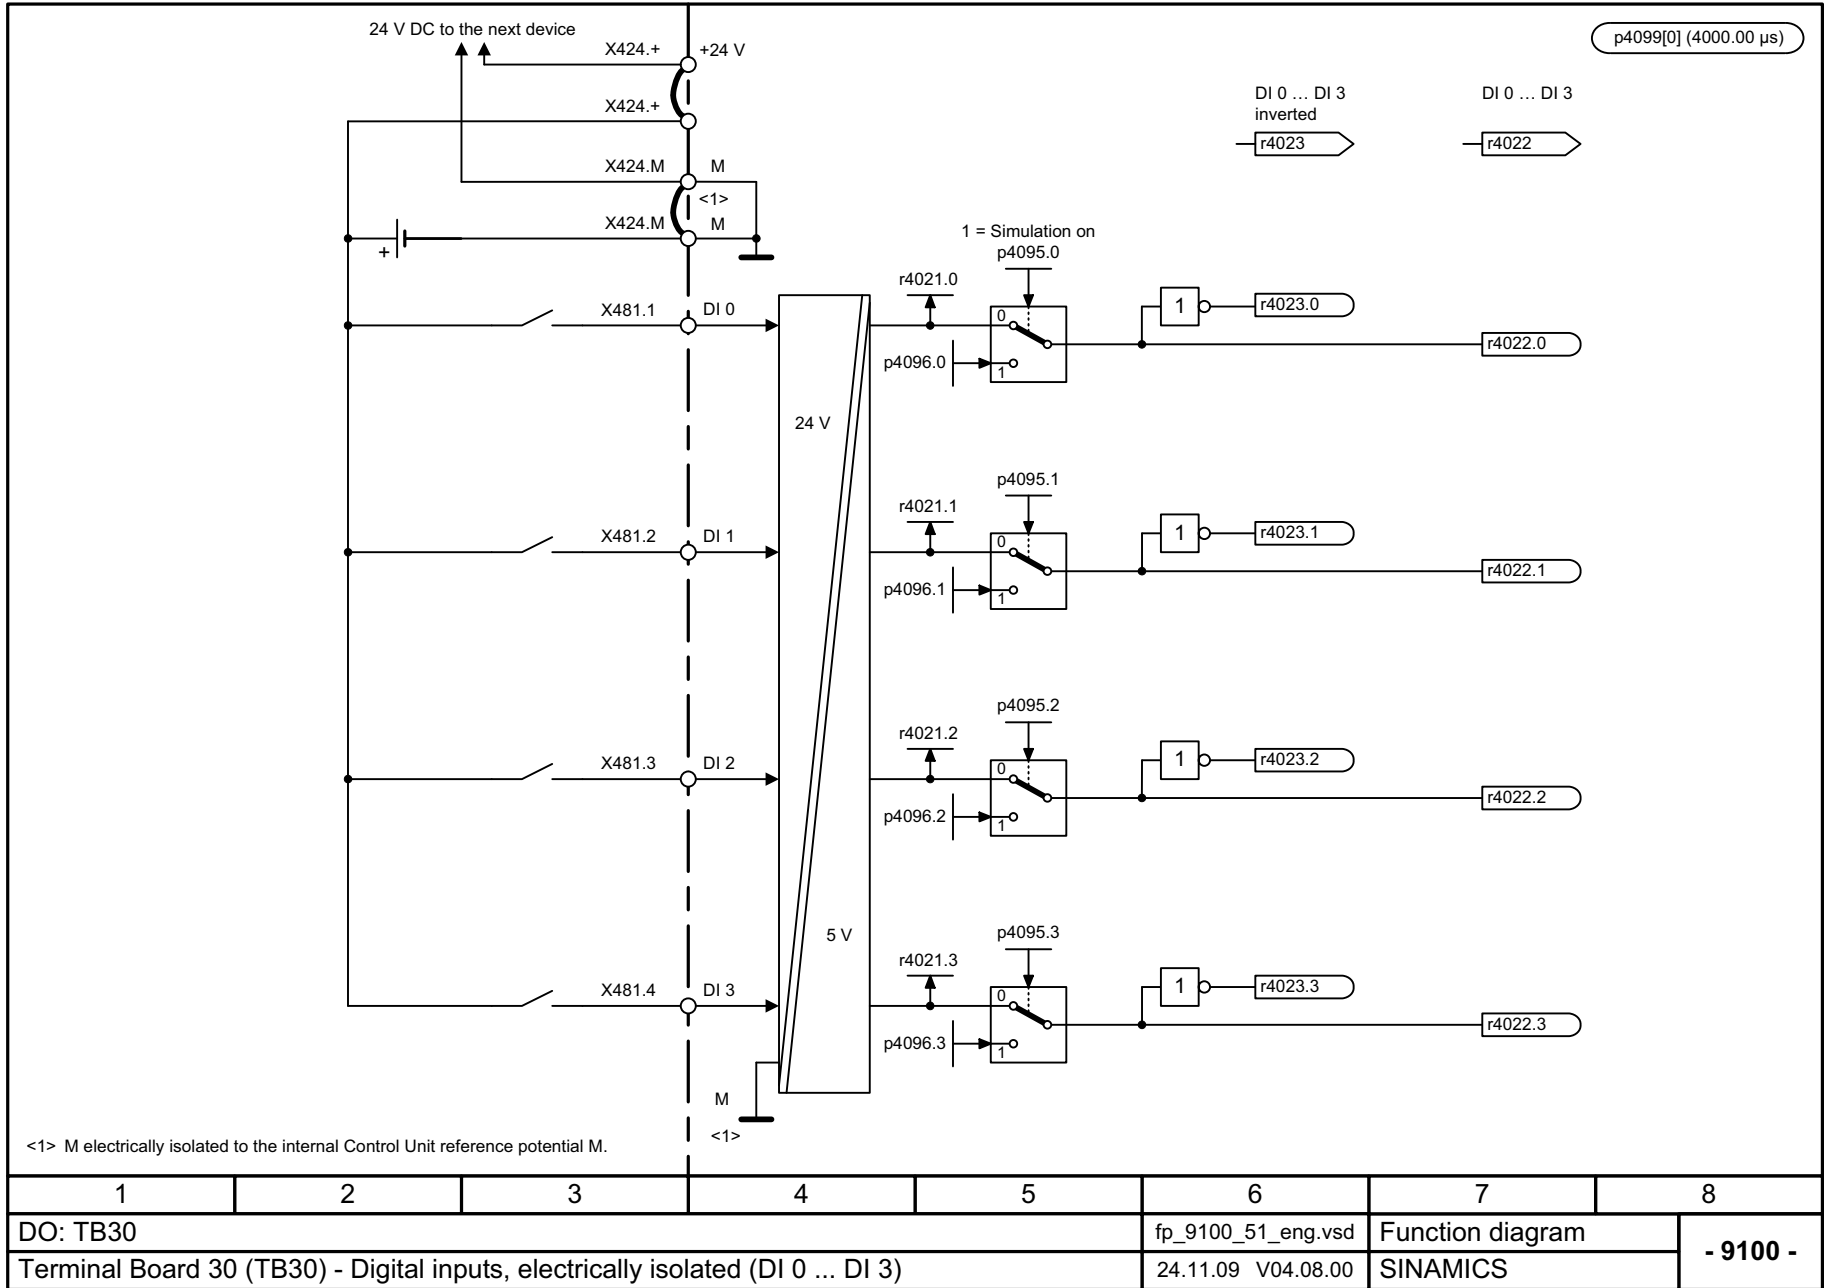 24 V DC to the next device
X424.+
+24 V
p4099[0] (4000.00 µs)
X424.+
DI 0 ... DI 3
inverted
r4023
DI 0 ... DI 3
r4022
X424.M
M
<1>
X424.M
M
+
1 = Simulation on
p4095.0
r4021.0
X481.1
DI 0
0
p4096.0
1
1
r4023.0
r4022.0
24 V
p4095.1
r4021.1
X481.2
DI 1
0
p4096.1
1
1
r4023.1
r4022.1
p4095.2
r4021.2
X481.3
DI 2
0
p4096.2
1
1
r4023.2
r4022.2
5 V
p4095.3
r4021.3
X481.4
DI 3
0
p4096.3
1
1
r4023.3
r4022.3
M
<1>
<1> M electrically isolated to the internal Control Unit reference potential M.
1 2 3 4 5 6 7 8
DO: TB30
fp_9100_51_eng.vsd
Function diagram
- 9100 -
Terminal Board 30 (TB30) - Digital inputs, electrically isolated (DI 0 ... DI 3)
24.11.09 V04.08.00
SINAMICS